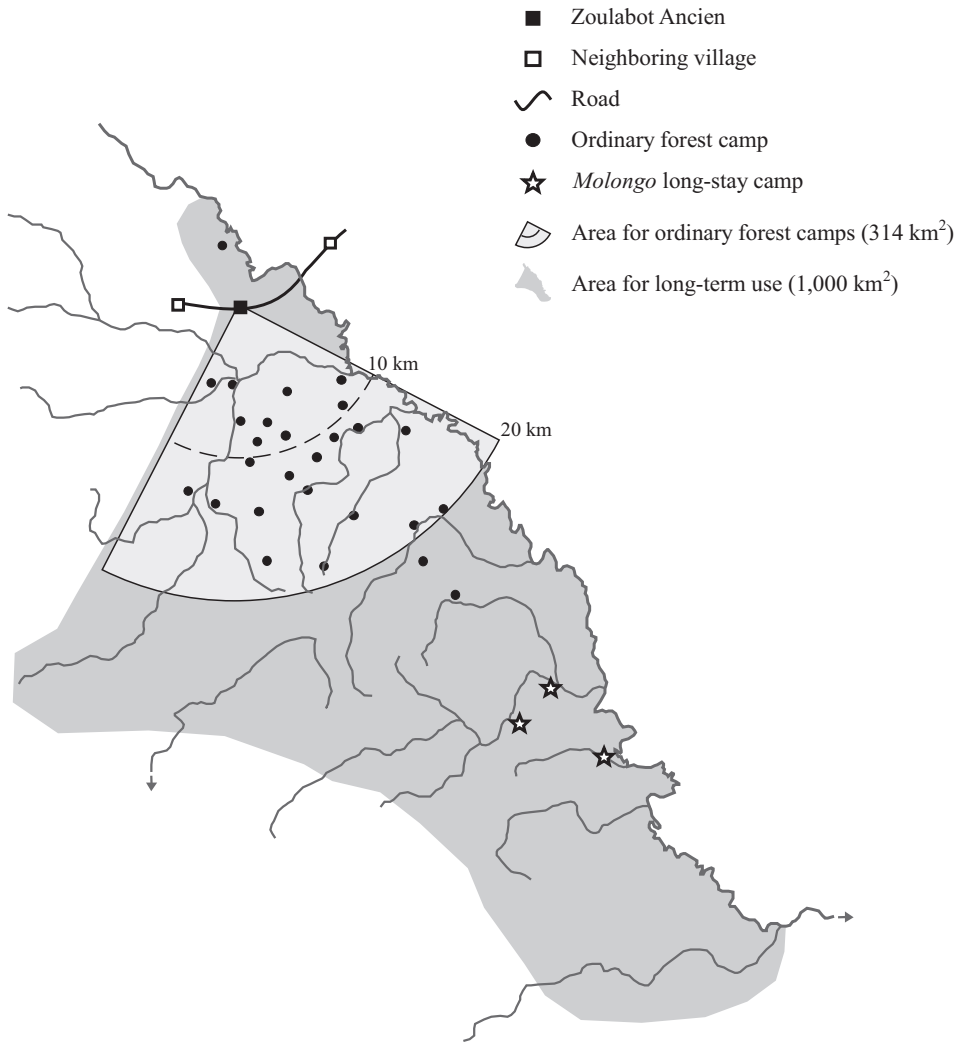 Zoulabot Ancien
Neighboring village
Road
Ordinary forest camp
Molongo long-stay camp
Area for ordinary forest camps (314 km²)
Area for long-term use (1,000 km²)
10 km
20 km